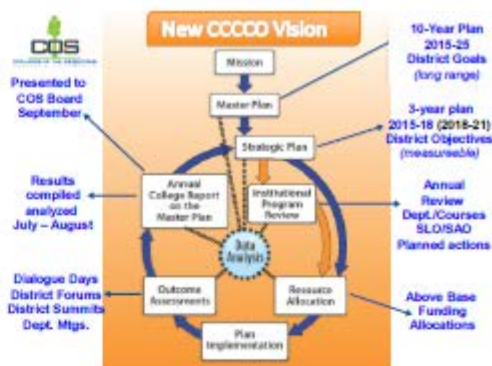 New CCCCO Vision
COS
Mission
Master Plan
Strategic Plan
Institutional
Program
Review
Annual
College Report
on the
Master Plan
Data
Analysis
Outcome
Assessments
Resource
Allocation
Plan
Implementation
10-Year Plan
2015-25
District Goals
(long range)
3-year plan
2015-18 (2018-21)
District Objectives
(measureable)
Annual
Review
Dept./Courses
SLO/SAO
Planned actions
Above Base
Funding
Allocations
Presented to
COS Board
September
Results
compiled
analyzed
July – August
Dialogue Days
District Forums
District Summits
Dept. Mtgs.